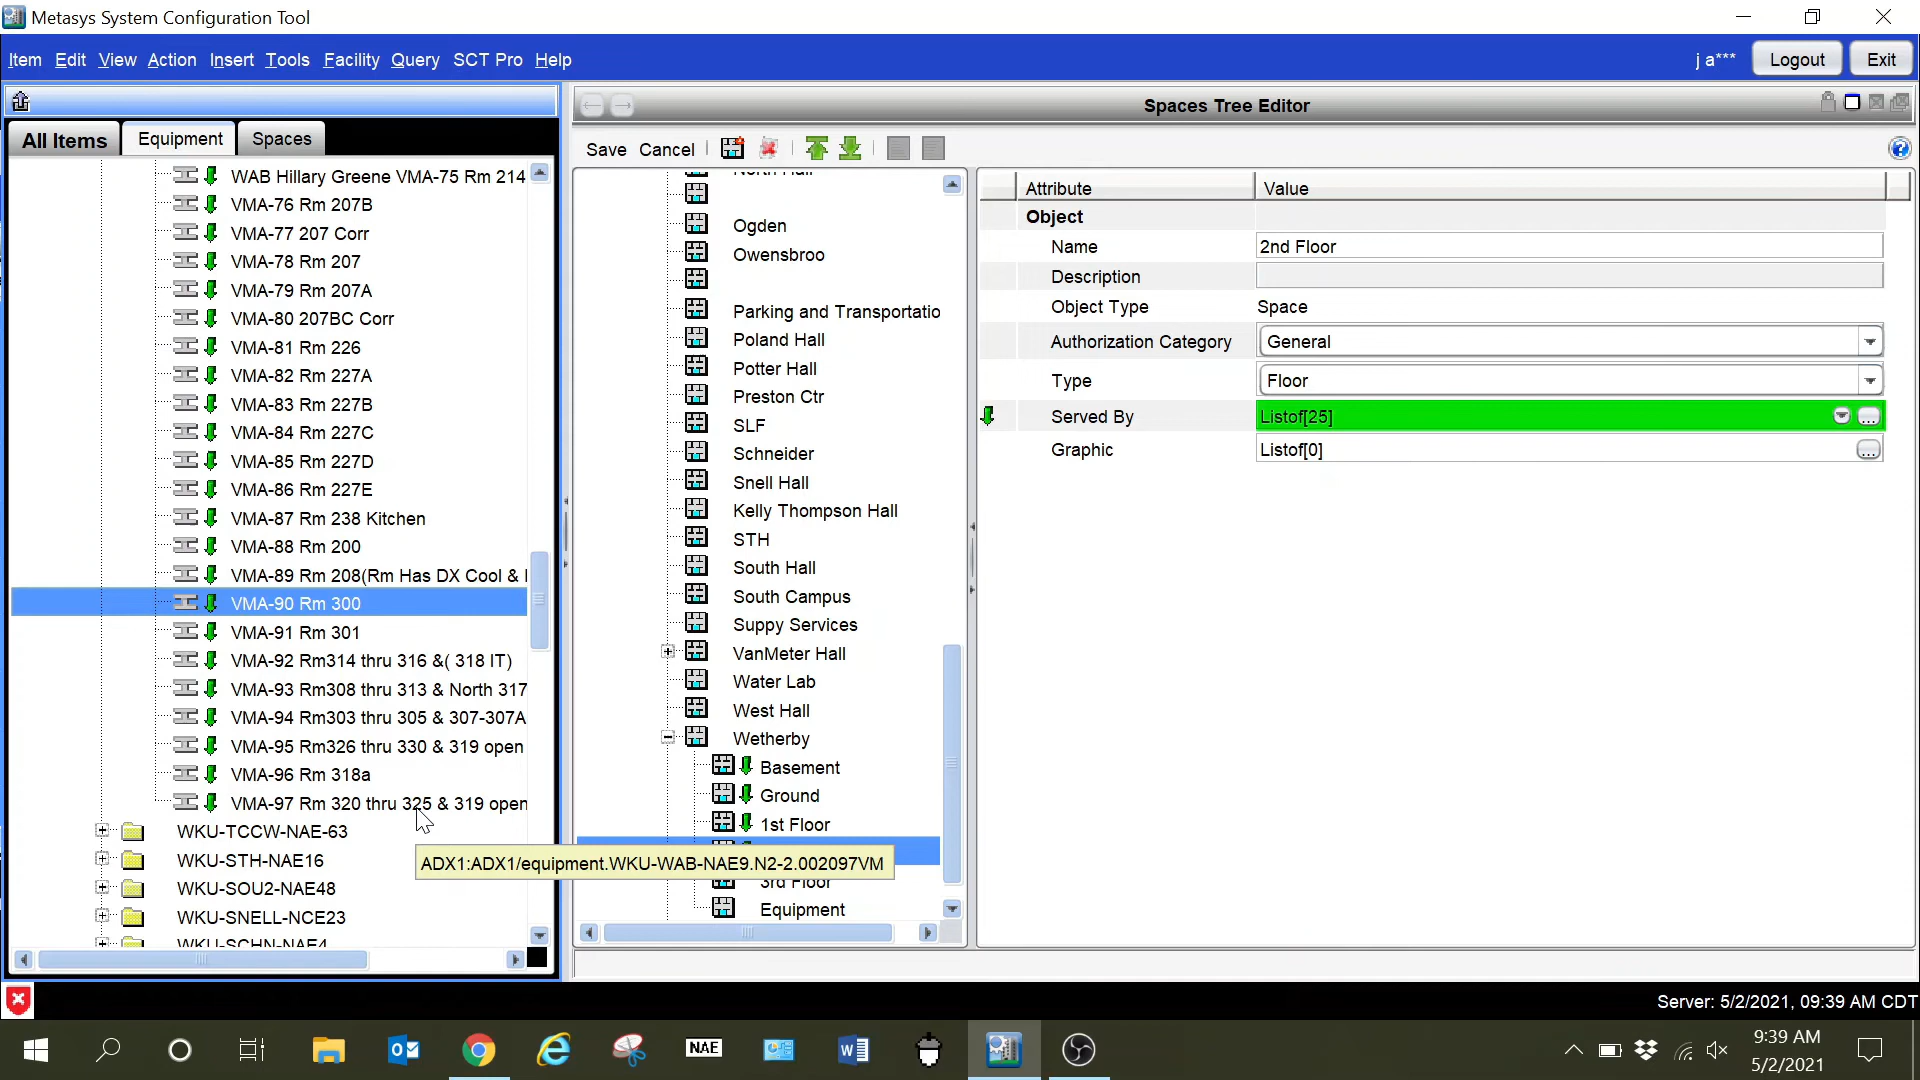 Metasys System Configuration Tool
Item Edit View Action Insert Tools Facility Query SCT Pro Help
j a*** Logout Exit
All Items Equipment Spaces
WAB Hillary Greene VMA-75 Rm 214
VMA-76 Rm 207B
VMA-77 207 Corr
VMA-78 Rm 207
VMA-79 Rm 207A
VMA-80 207BC Corr
VMA-81 Rm 226
VMA-82 Rm 227A
VMA-83 Rm 227B
VMA-84 Rm 227C
VMA-85 Rm 227D
VMA-86 Rm 227E
VMA-87 Rm 238 Kitchen
VMA-88 Rm 200
VMA-89 Rm 208(Rm Has DX Cool &
VMA-90 Rm 300
VMA-91 Rm 301
VMA-92 Rm314 thru 316 &( 318 IT)
VMA-93 Rm308 thru 313 & North 317
VMA-94 Rm303 thru 305 & 307-307A
VMA-95 Rm326 thru 330 & 319 open
VMA-96 Rm 318a
VMA-97 Rm 320 thru 325 & 319 open
WKU-TCCW-NAE-63
WKU-STH-NAE16
WKU-SOU2-NAE48
WKU-SNELL-NCE23
WKU-SCHN-NAE4
ADX1:ADX1/equipment.WKU-WAB-NAE9.N2-2.002097VM
Spaces Tree Editor
Save Cancel
North Hall
Ogden
Owensbroo
Parking and Transportatio
Poland Hall
Potter Hall
Preston Ctr
SLF
Schneider
Snell Hall
Kelly Thompson Hall
STH
South Hall
South Campus
Suppy Services
VanMeter Hall
Water Lab
West Hall
Wetherby
Basement
Ground
1st Floor
3rd Floor
Equipment
Attribute Value
Object
Name 2nd Floor
Description
Object Type Space
Authorization Category General
Type Floor
Served By Listof[25]
Graphic Listof[0]
Server: 5/2/2021, 09:39 AM CDT
NAE
9:39 AM
5/2/2021